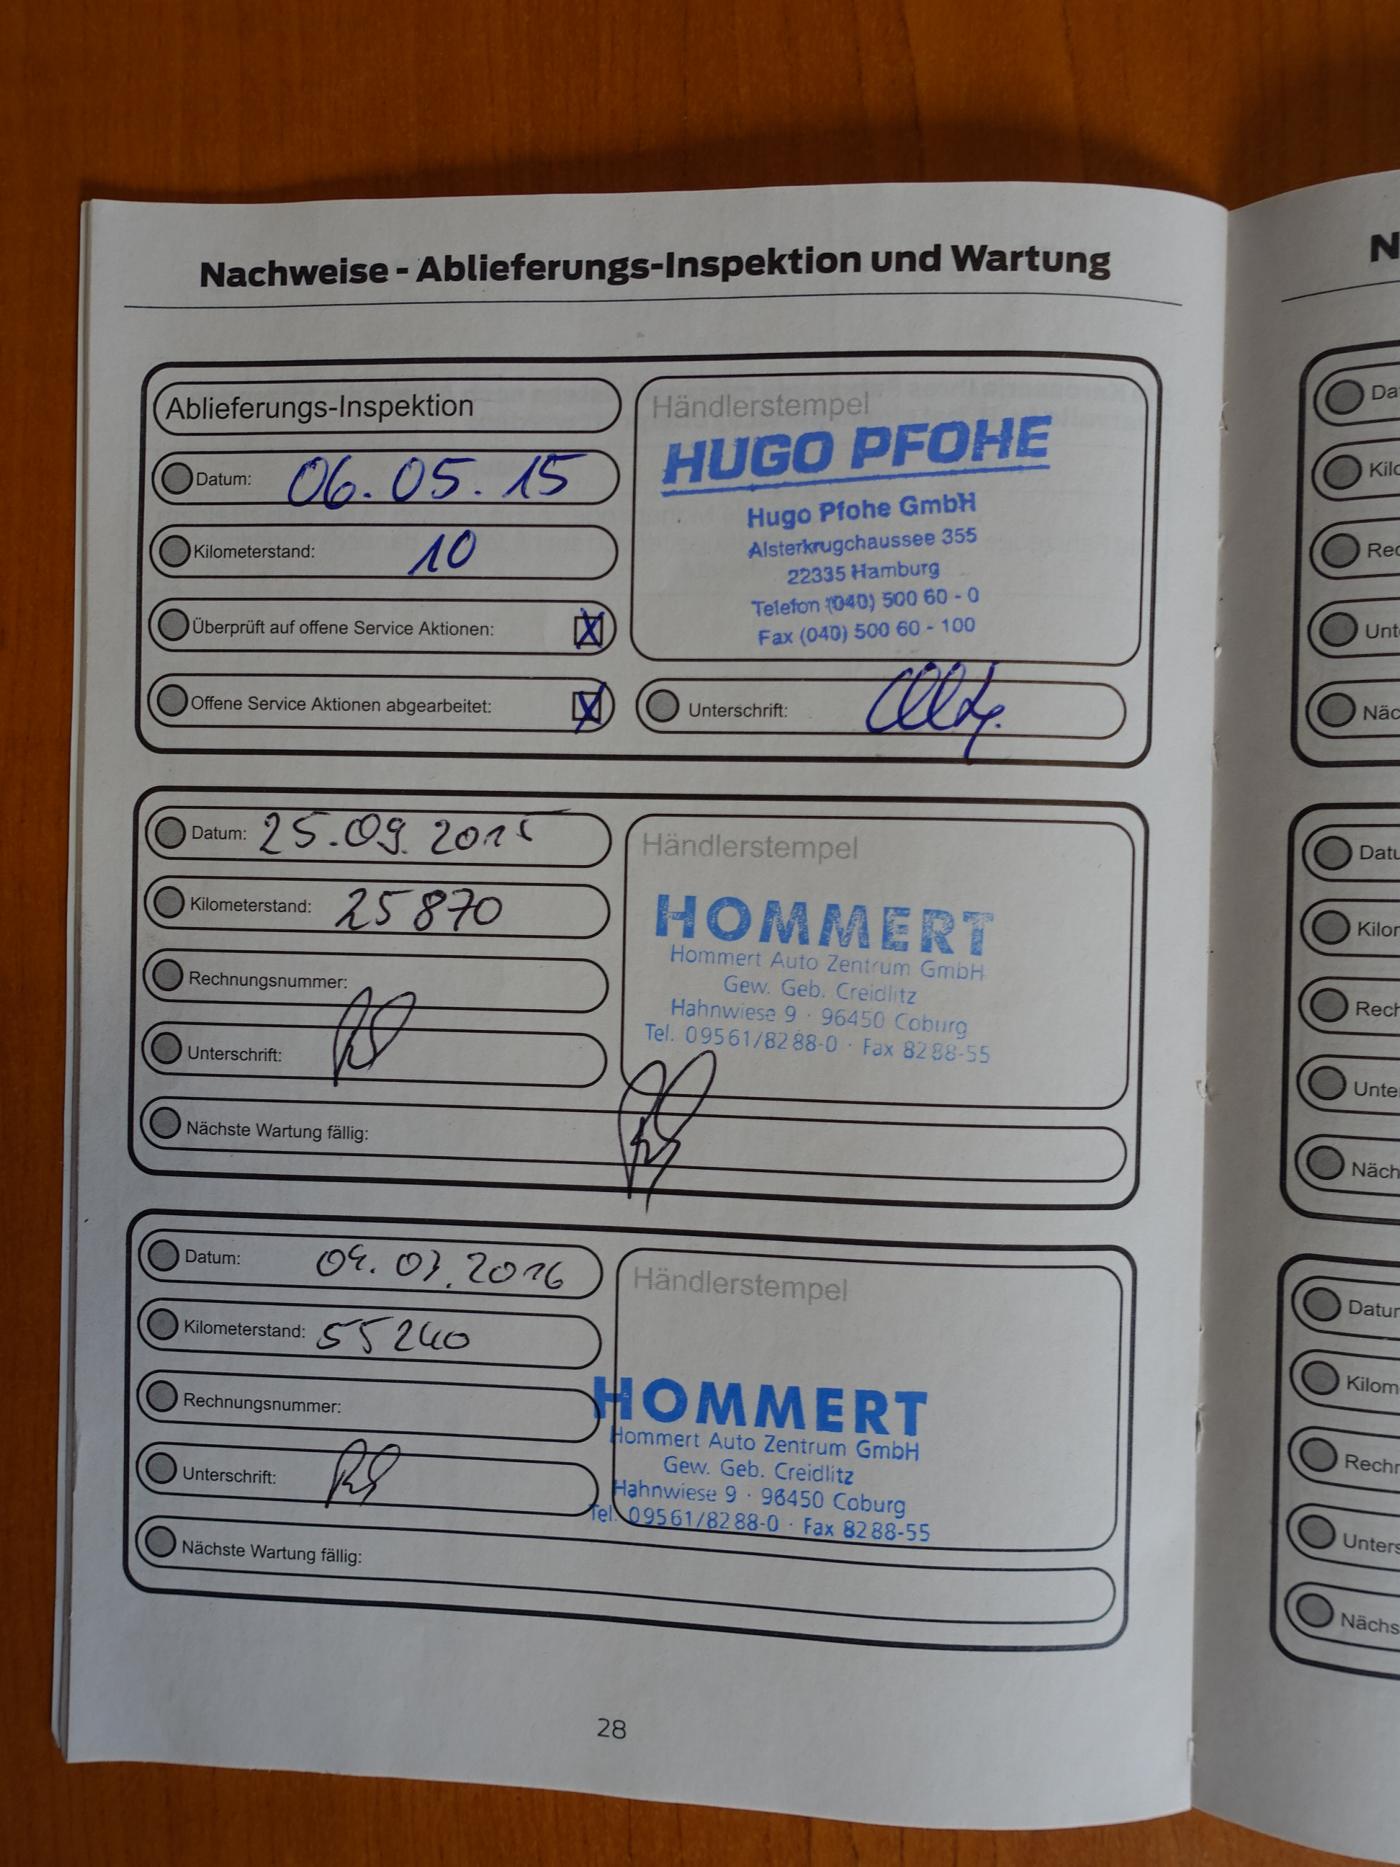 Nachweise - Ablieferungs-Inspektion und Wartung
Ablieferungs-Inspektion
Datum: 06.05.15
Kilometerstand: 10
Überprüft auf offene Service Aktionen: X
Offene Service Aktionen abgearbeitet: X
Händlerstempel
HUGO PFOHE
Hugo Pfohe GmbH
Alsterkrugchaussee 355
22335 Hamburg
Telefon (040) 500 60 - 0
Fax (040) 500 60 - 100
Unterschrift:
Datum: 25.09.2015
Kilometerstand: 25870
Rechnungsnummer:
Unterschrift:
Nächste Wartung fällig:
Händlerstempel
HOMMERT
Hommert Auto Zentrum GmbH
Gew. Geb. Creidlitz
Hahnwiese 9 · 96450 Coburg
Tel. 09561/8288-0 · Fax 8288-55
Datum: 04.03.2016
Kilometerstand: 55240
Rechnungsnummer:
Unterschrift:
Nächste Wartung fällig:
Händlerstempel
HOMMERT
Hommert Auto Zentrum GmbH
Gew. Geb. Creidlitz
Hahnwiese 9 · 96450 Coburg
Tel. 09561/8288-0 · Fax 8288-55
28